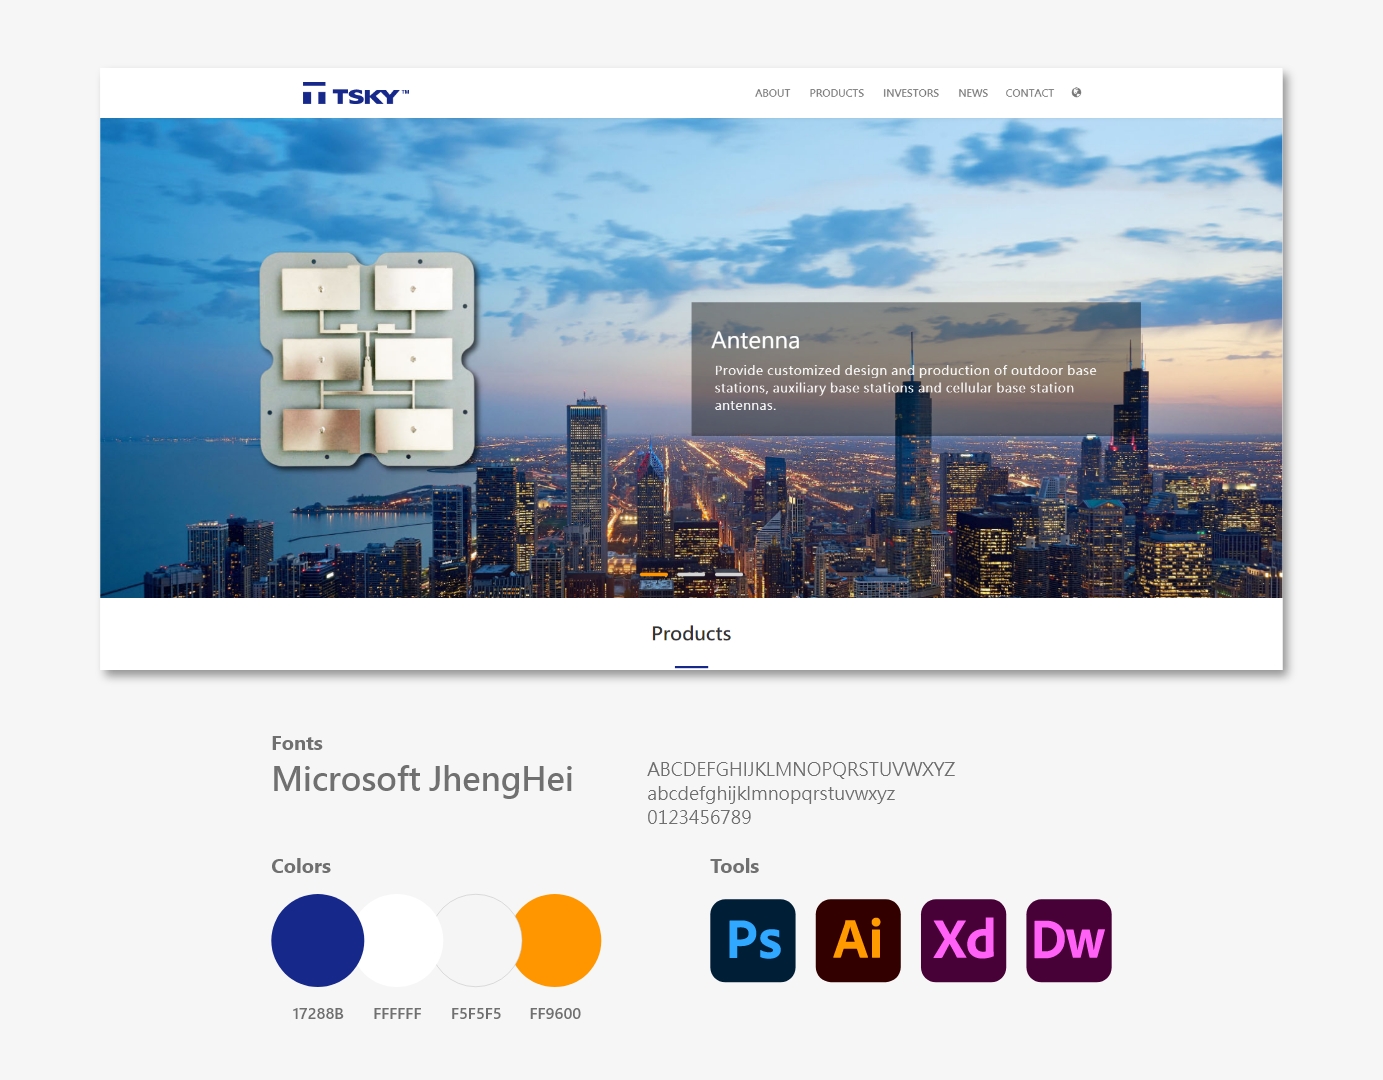 TSKY™
ABOUT PRODUCTS INVESTORS NEWS CONTACT
Antenna
Provide customized design and production of outdoor base
stations, auxiliary base stations and cellular base station
antennas.
Products
Fonts
Microsoft JhengHei
ABCDEFGHIJKLMNOPQRSTUVWXYZ
abcdefghijklmnopqrstuvwxyz
0123456789
Colors
17288B FFFFFF F5F5F5 FF9600
Tools
Ps Ai Xd Dw